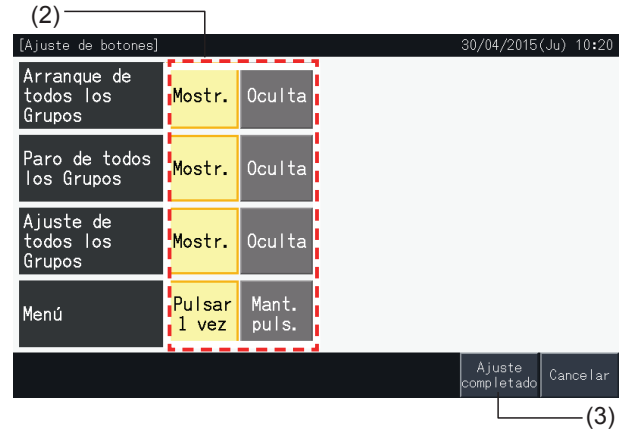 (2)
[Ajuste de botones] 30/04/2015(Ju) 10:20
Arranque de
todos los
Grupos
Mostr. Oculta
Paro de todos
los Grupos
Mostr. Oculta
Ajuste de
todos los
Grupos
Mostr. Oculta
Menú
Pulsar
1 vez
Mant.
puls.
Ajuste
completado
Cancelar
(3)